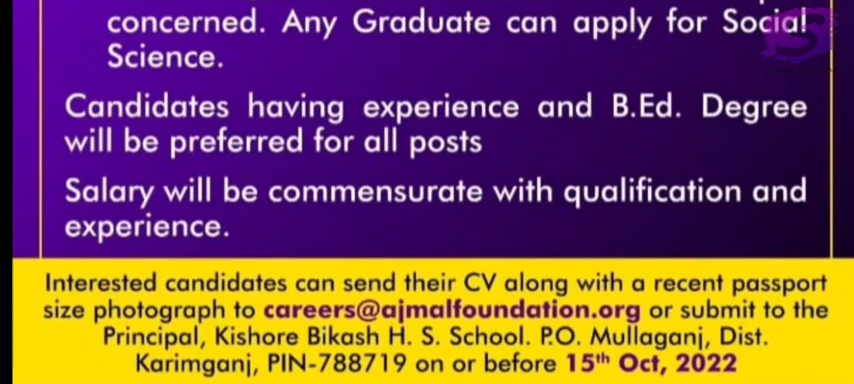 concerned. Any Graduate can apply for Social
Science.
Candidates having experience and B.Ed. Degree
will be preferred for all posts
Salary will be commensurate with qualification and
experience.
Interested candidates can send their CV along with a recent passport
size photograph to careers@ajmalfoundation.org or submit to the
Principal, Kishore Bikash H. S. School. P.O. Mullaganj, Dist.
Karimganj, PIN-788719 on or before 15th Oct, 2022